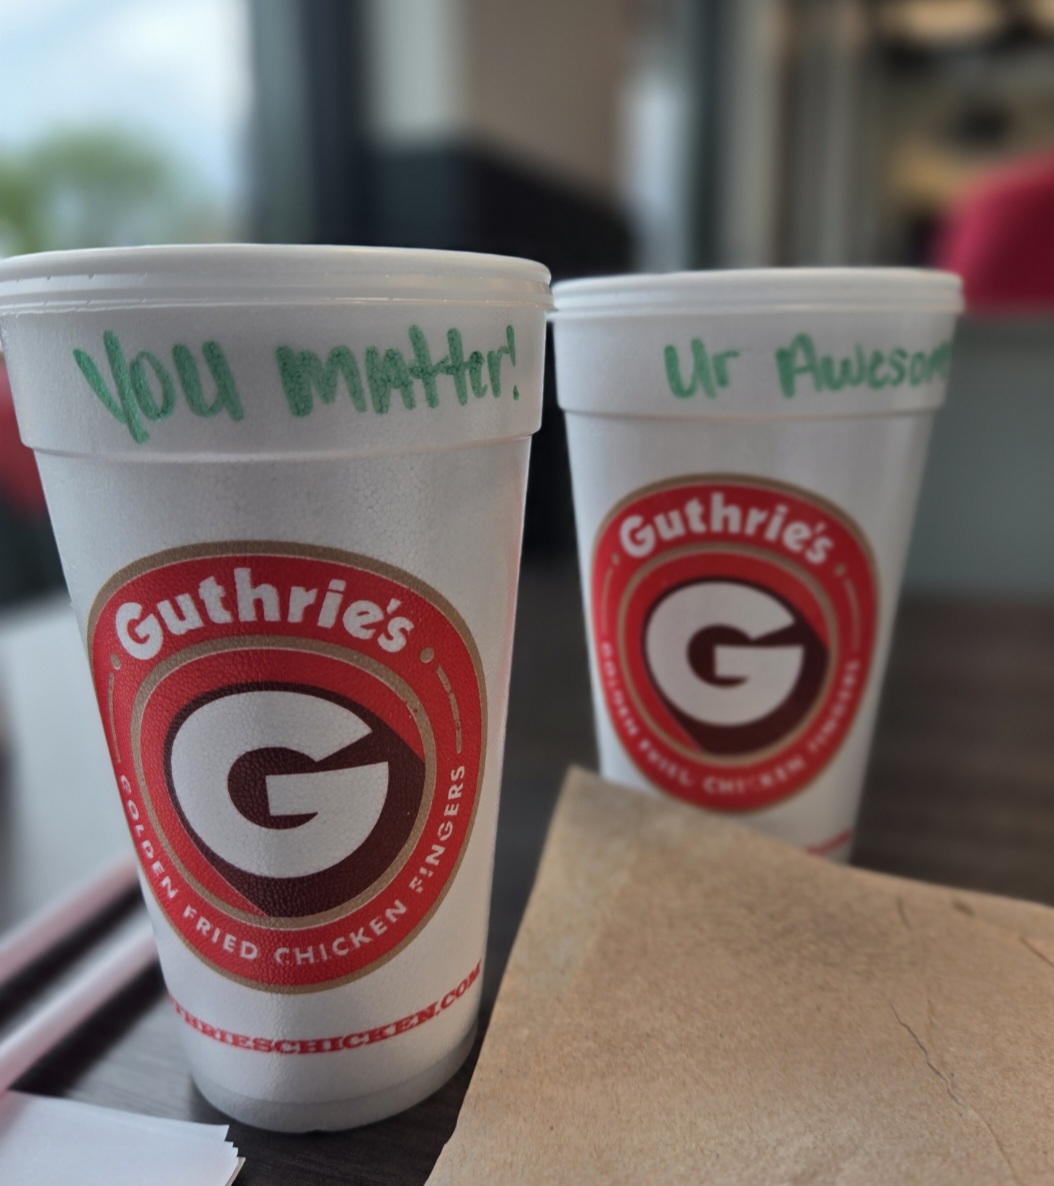 You matter!
Guthrie's
G
GOLDEN FRIED CHICKEN FINGERS
THRIESCHICKEN.COM
Ur Awesom
Guthrie's
G
GOLDEN FRIED CHICKEN FINGERS